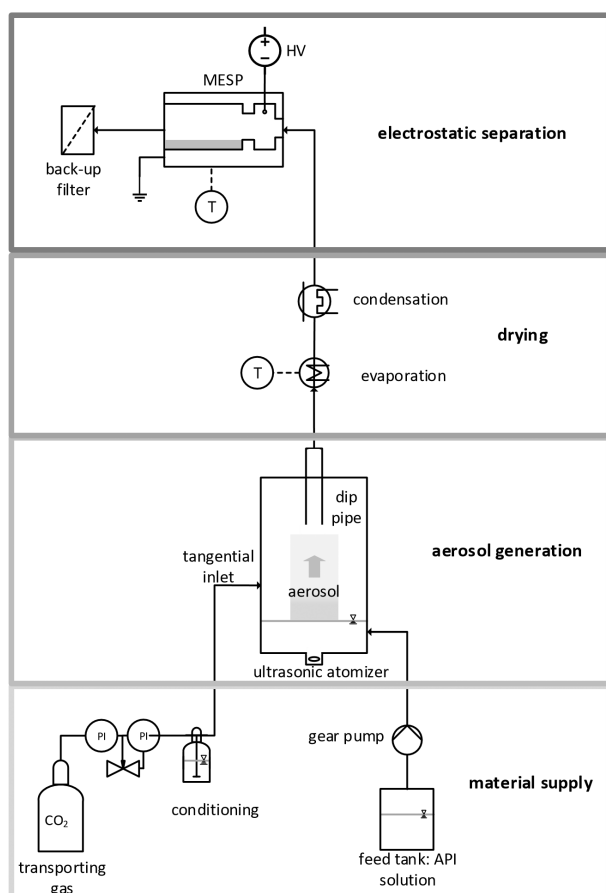 HV
MESP
electrostatic separation
back-up
filter
T
condensation
drying
T
evaporation
dip
pipe
tangential
inlet
aerosol generation
aerosol
ultrasonic atomizer
PI
PI
gear pump
conditioning
material supply
CO₂
transporting
gas
feed tank: API
solution